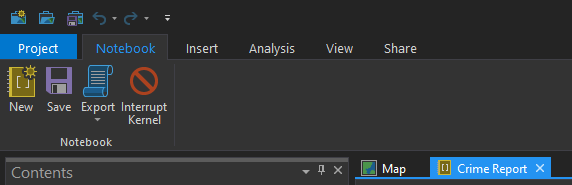 Project Notebook Insert Analysis View Share
New Save Export Interrupt Kernel
Notebook
Contents
Map Crime Report